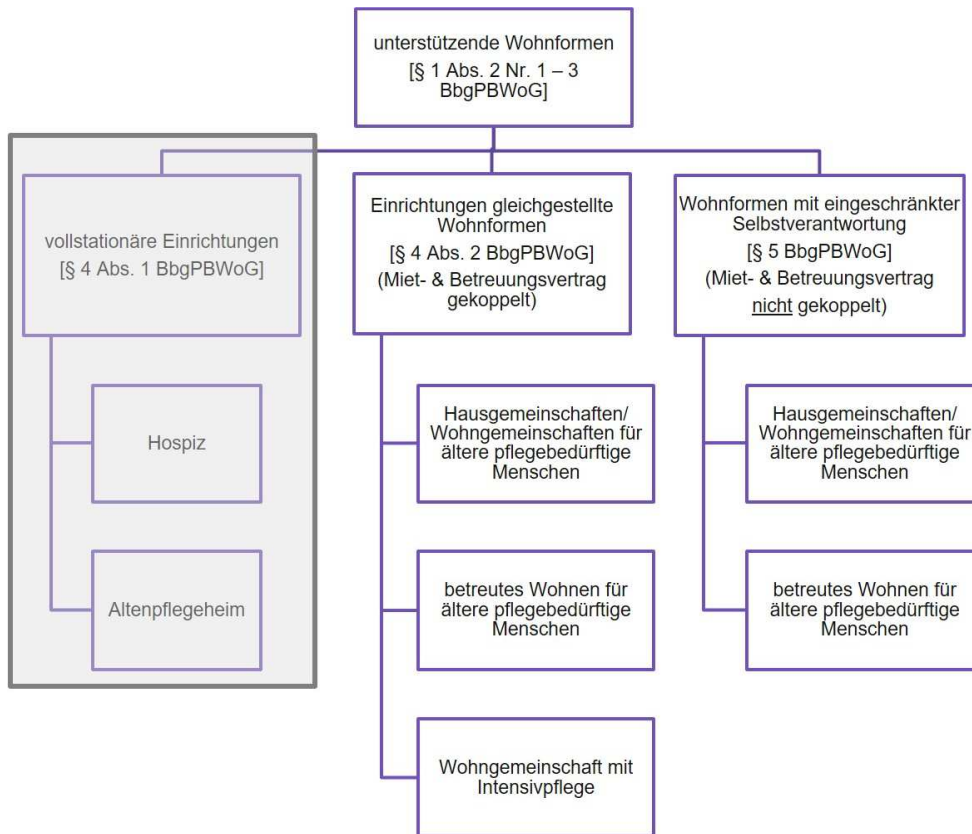 unterstützende Wohnformen
[§ 1 Abs. 2 Nr. 1 – 3
BbgPBWoG]
vollstationäre Einrichtungen
[§ 4 Abs. 1 BbgPBWoG]
Hospiz
Altenpflegeheim
Einrichtungen gleichgestellte
Wohnformen
[§ 4 Abs. 2 BbgPBWoG]
(Miet- & Betreuungsvertrag
gekoppelt)
Hausgemeinschaften/
Wohngemeinschaften für
ältere pflegebedürftige
Menschen
betreutes Wohnen für
ältere pflegebedürftige
Menschen
Wohngemeinschaft mit
Intensivpflege
Wohnformen mit eingeschränkter
Selbstverantwortung
[§ 5 BbgPBWoG]
(Miet- & Betreuungsvertrag
nicht gekoppelt)
Hausgemeinschaften/
Wohngemeinschaften für
ältere pflegebedürftige
Menschen
betreutes Wohnen für
ältere pflegebedürftige
Menschen